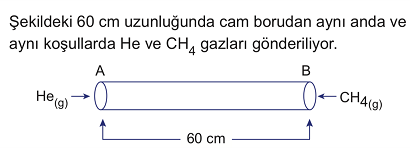 Şekildeki 60 cm uzunluğunda cam borudan aynı anda ve
aynı koşullarda He ve CH₄ gazları gönderiliyor.
A B
He₍g₎ CH4₍g₎
60 cm